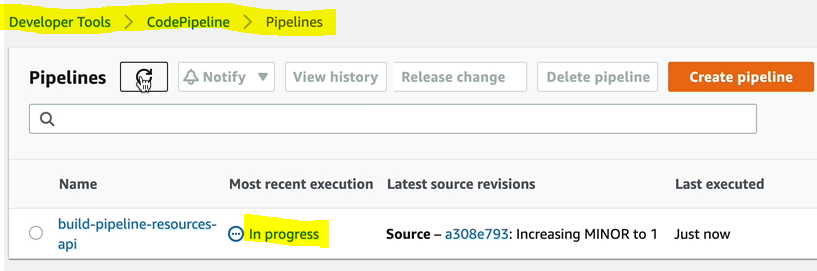 Developer Tools > CodePipeline > Pipelines
Pipelines Notify View history Release change Delete pipeline Create pipeline
Name Most recent execution Latest source revisions Last executed
build-pipeline-resources-
api
In progress Source – a308e793: Increasing MINOR to 1 Just now